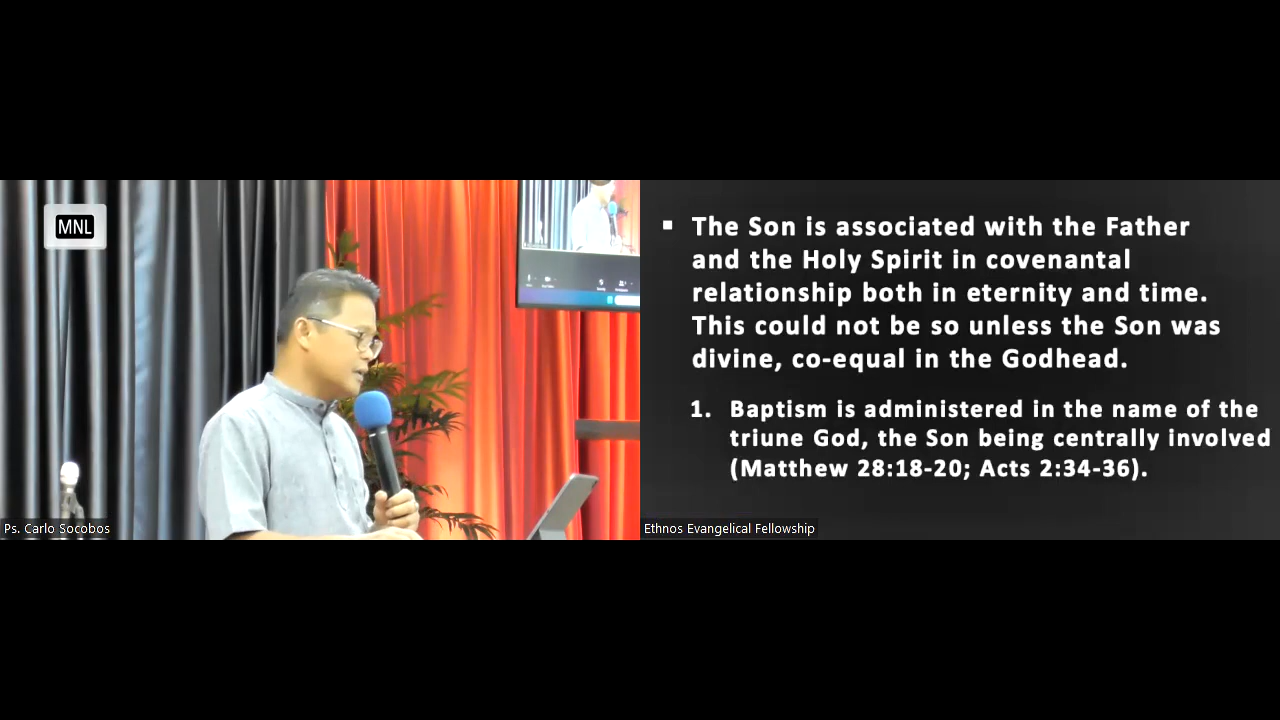 MNL
Ps. Carlo Socobos
▪ The Son is associated with the Father
and the Holy Spirit in covenantal
relationship both in eternity and time.
This could not be so unless the Son was
divine, co-equal in the Godhead.
1. Baptism is administered in the name of the
triune God, the Son being centrally involved
(Matthew 28:18-20; Acts 2:34-36).
Ethnos Evangelical Fellowship